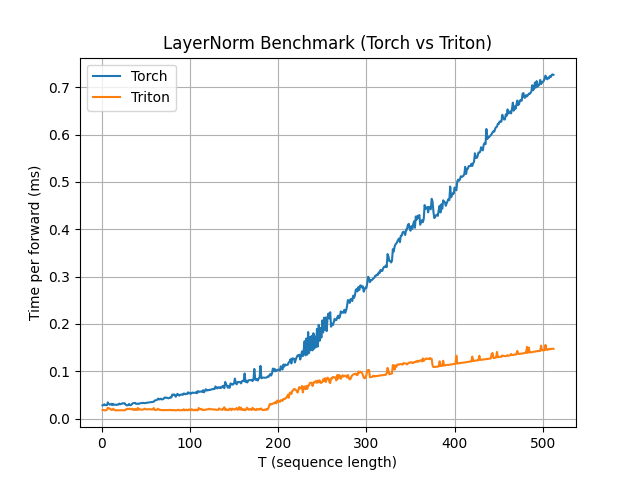 LayerNorm Benchmark (Torch vs Triton)
Torch
Triton
Time per forward (ms)
0.7
0.6
0.5
0.4
0.3
0.2
0.1
0.0
0
100
200
300
400
500
T (sequence length)